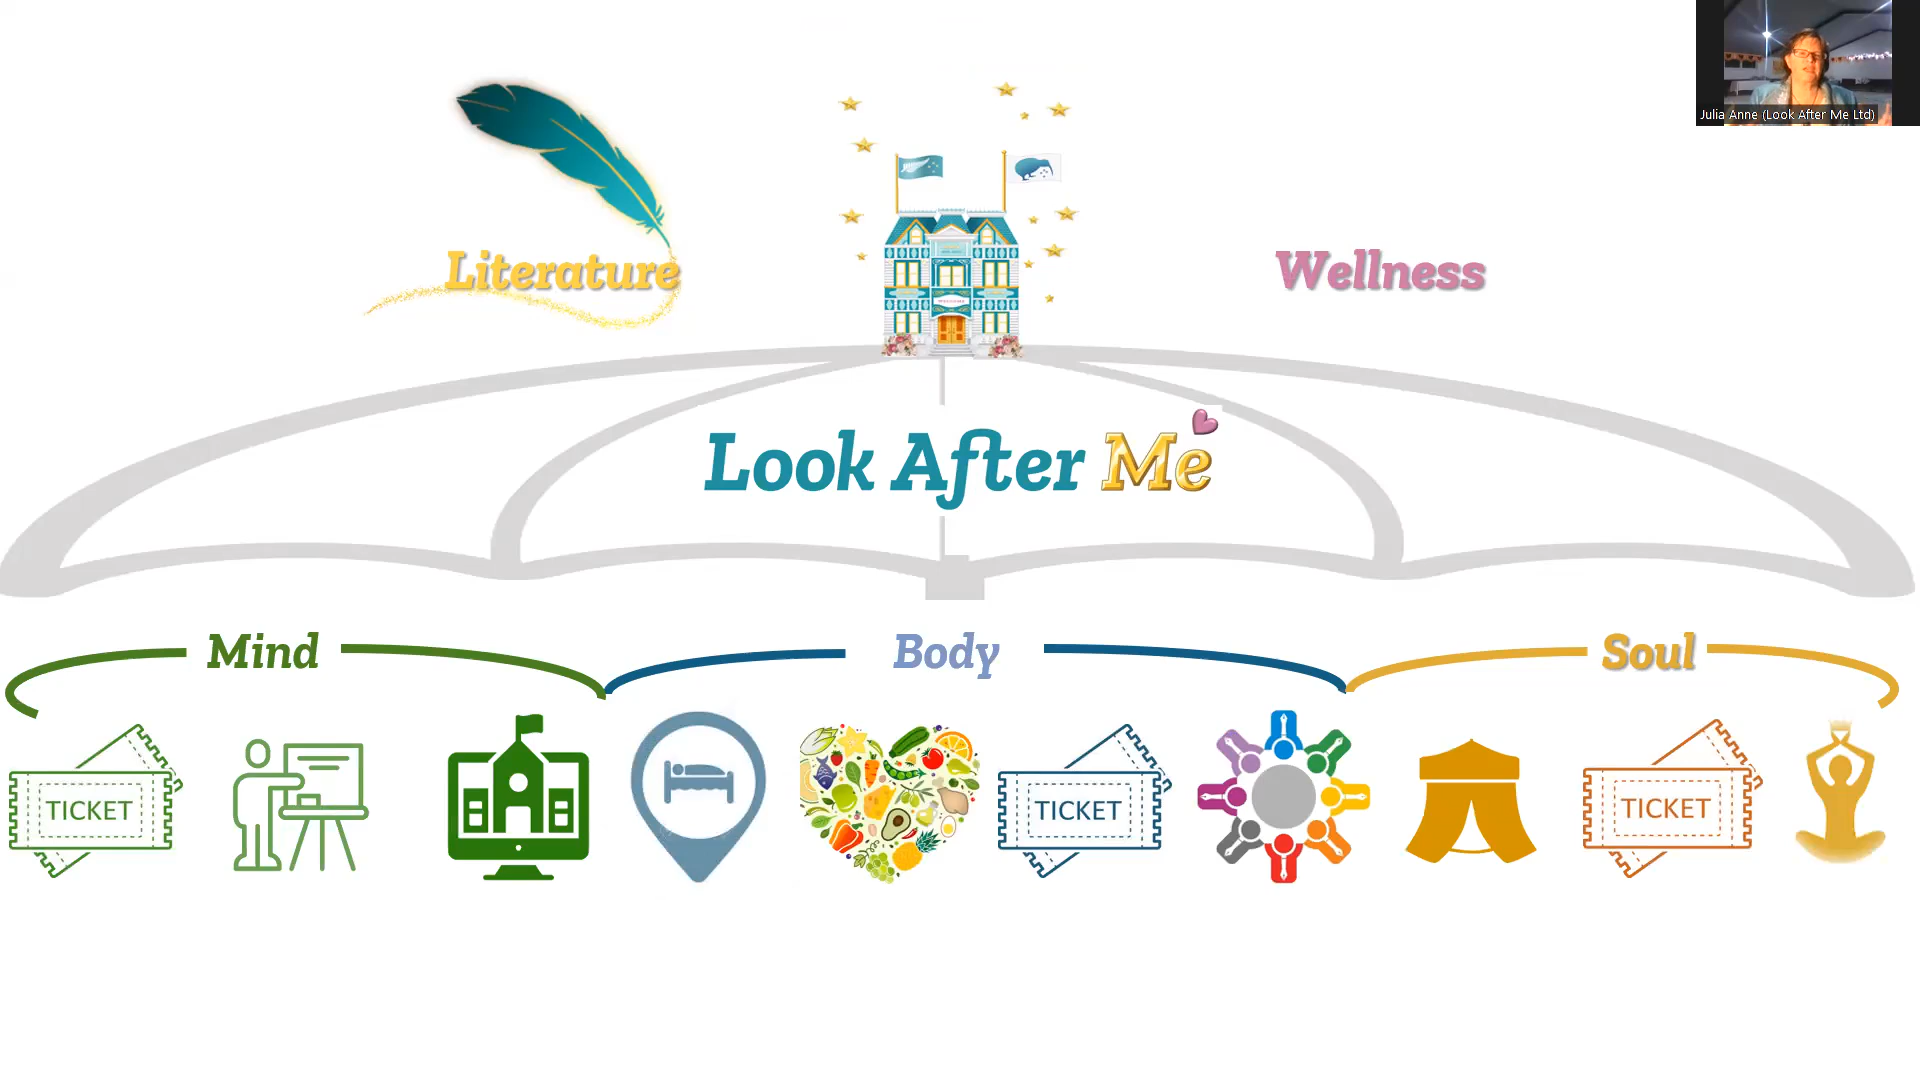 Julia Anne (Look After Me Ltd)
Literature
Wellness
Look After Me
Mind
Body
Soul
TICKET
TICKET
TICKET